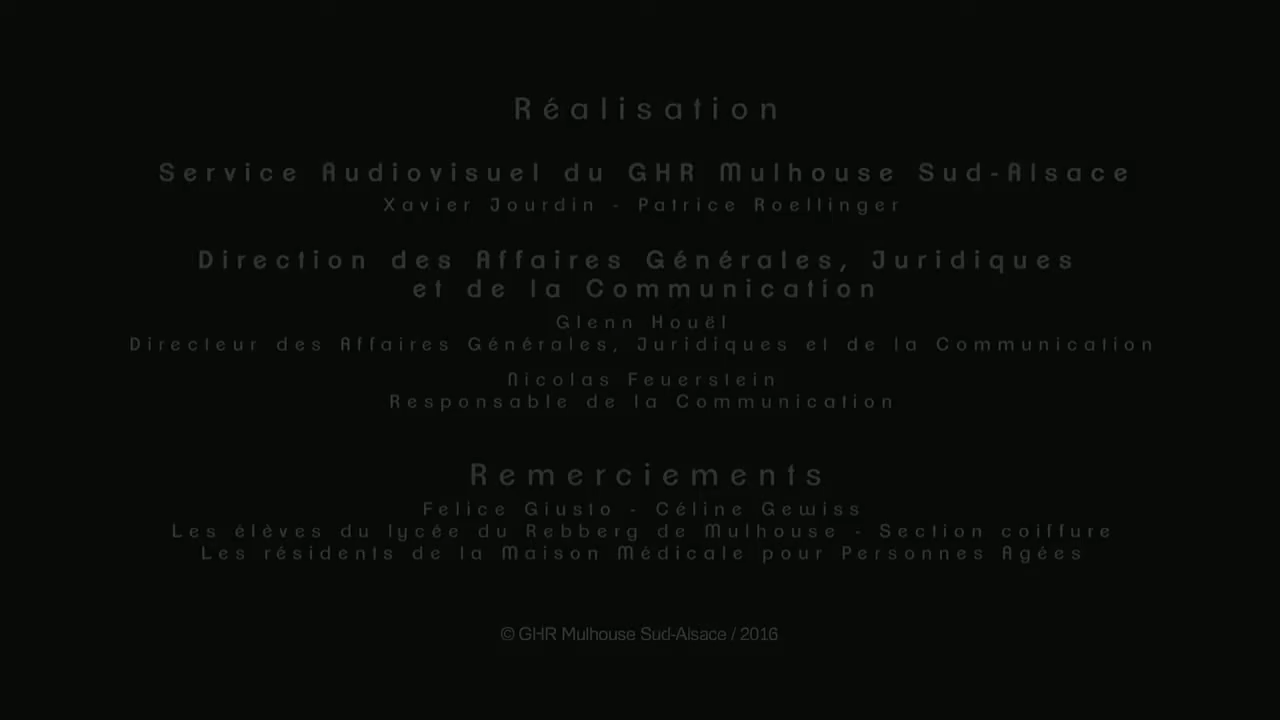 Réalisation
Service Audiovisuel du GHR Mulhouse Sud-Alsace
Xavier Jourdin - Patrice Roellinger
Direction des Affaires Générales, Juridiques
et de la Communication
Glenn Houël
Directeur des Affaires Générales, Juridiques et de la Communication
Nicolas Feuerstein
Responsable de la Communication
Remerciements
Felice Giusto - Céline Gewiss
Les élèves du lycée du Rebberg de Mulhouse - Section coiffure
Les résidents de la Maison Médicale pour Personnes Agées
© GHR Mulhouse Sud-Alsace / 2016